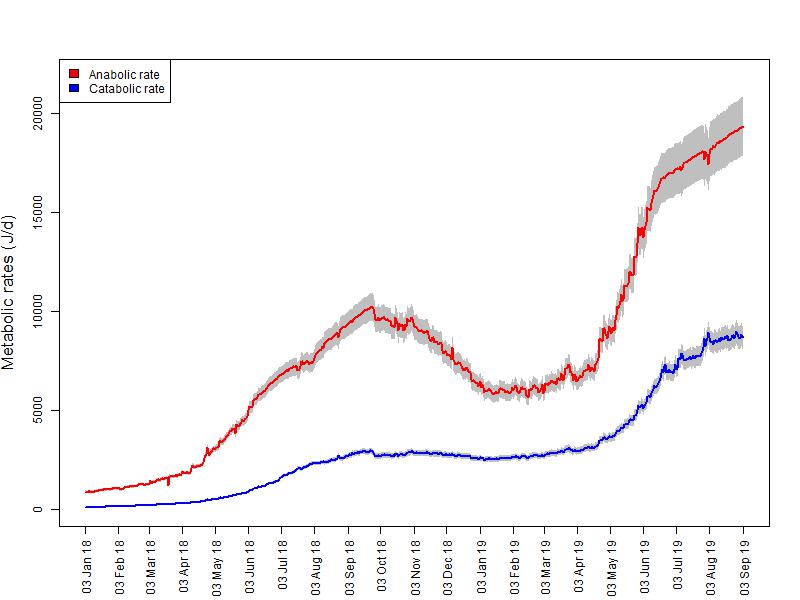 Anabolic rate
Catabolic rate
Metabolic rates (J/d)
20000
15000
10000
5000
0
03 Jan 18
03 Feb 18
03 Mar 18
03 Apr 18
03 May 18
03 Jun 18
03 Jul 18
03 Aug 18
03 Sep 18
03 Oct 18
03 Nov 18
03 Dec 18
03 Jan 19
03 Feb 19
03 Mar 19
03 Apr 19
03 May 19
03 Jun 19
03 Jul 19
03 Aug 19
03 Sep 19